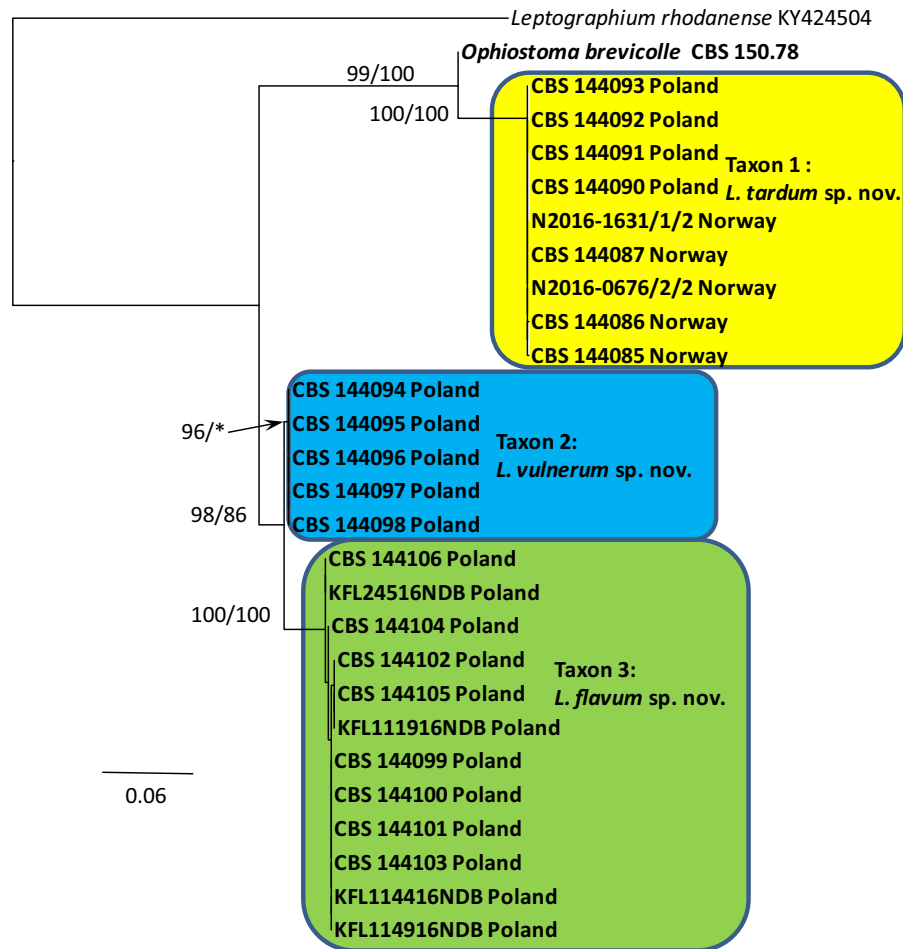 Leptographium rhodanense KY424504
Ophiostoma brevicolle CBS 150.78
99/100
CBS 144093 Poland
100/100
CBS 144092 Poland
CBS 144091 Poland
Taxon 1 :
CBS 144090 Poland
L. tardum sp. nov.
N2016-1631/1/2 Norway
CBS 144087 Norway
N2016-0676/2/2 Norway
CBS 144086 Norway
CBS 144085 Norway
CBS 144094 Poland
96/*
CBS 144095 Poland
Taxon 2:
CBS 144096 Poland
L. vulnerum sp. nov.
CBS 144097 Poland
98/86
CBS 144098 Poland
CBS 144106 Poland
KFL24516NDB Poland
100/100
CBS 144104 Poland
CBS 144102 Poland
Taxon 3:
CBS 144105 Poland
L. flavum sp. nov.
KFL111916NDB Poland
CBS 144099 Poland
0.06
CBS 144100 Poland
CBS 144101 Poland
CBS 144103 Poland
KFL114416NDB Poland
KFL114916NDB Poland